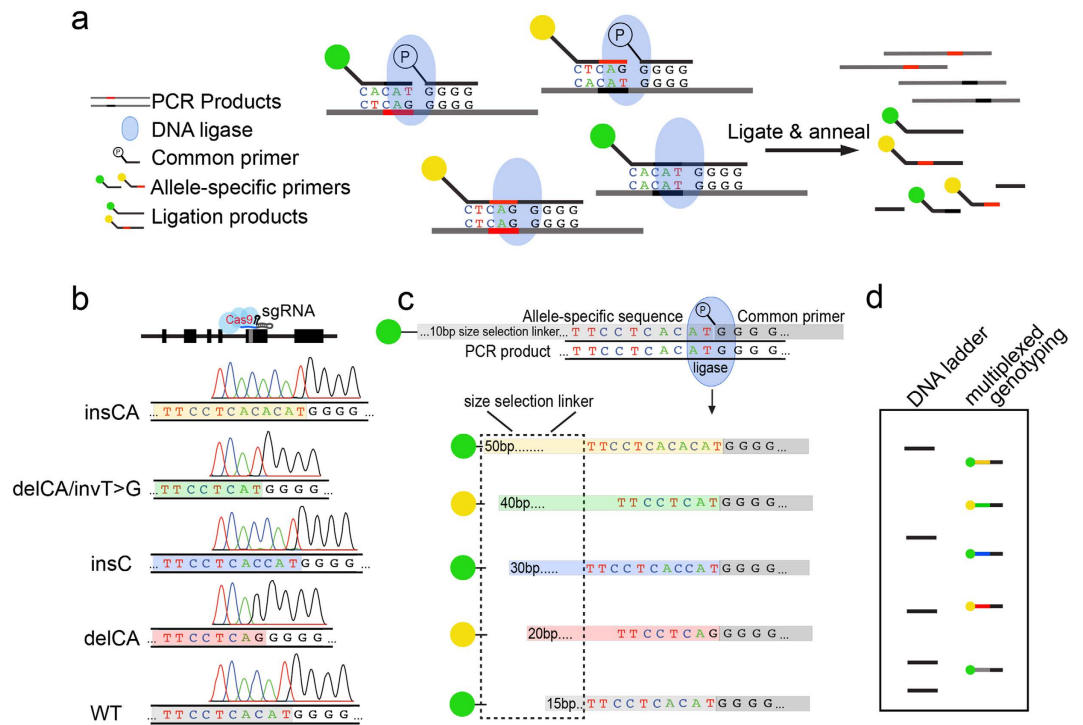 a
PCR Products
DNA ligase
P
Common primer
Allele-specific primers
Ligation products
P
CACAT GGGG
CTCAG GGGG
P
CTCAG GGGG
CACAT GGGG
CTCAG GGGG
CTCAG GGGG
CACAT GGGG
CACAT GGGG
Ligate & anneal
b
Cas9
sgRNA
insCA
...TTCCTCACACATGGGG...
delCA/invT>G
...TTCCTCATGGGG...
insC
...TTCCTCACCATGGGG...
delCA
...TTCCTCAGGGGG...
WT
...TTCCTCACATGGGG...
c
Allele-specific sequence
P
Common primer
...10bp size selection linker...TTCCTCACATGGGG...
PCR product
TTCCTCACATGGGG...
ligase
size selection linker
50bp........TTCCTCACACATGGGG...
40bp.... TTCCTCATGGGG...
30bp.....TTCCTCACCATGGGG...
20bp.... TTCCTCAGGGGG...
15bp..TTCCTCACATGGGG...
d
DNA ladder
multiplexed
genotyping